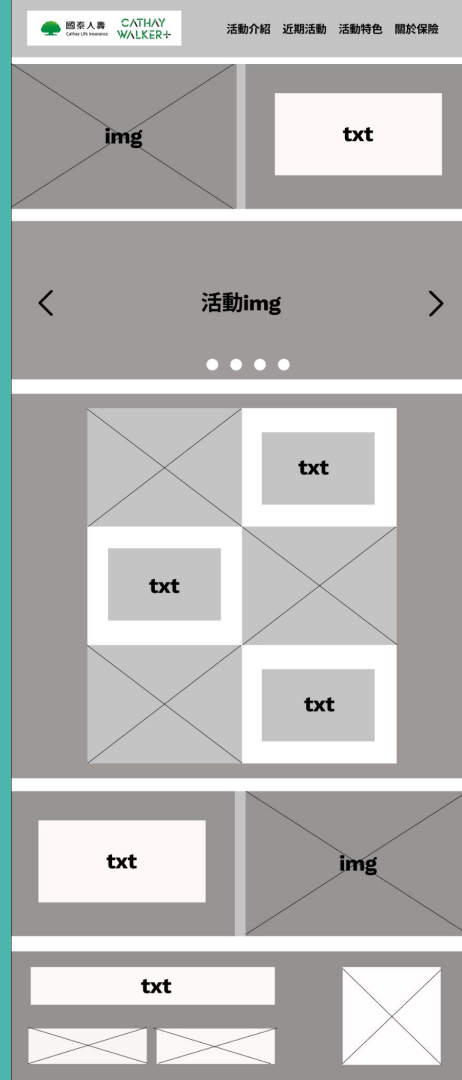 國泰人壽
Cathay Life Insurance
CATHAY
WALKER+
活動介紹 近期活動 活動特色 關於保險
img
txt
活動img
txt
txt
txt
txt
img
txt